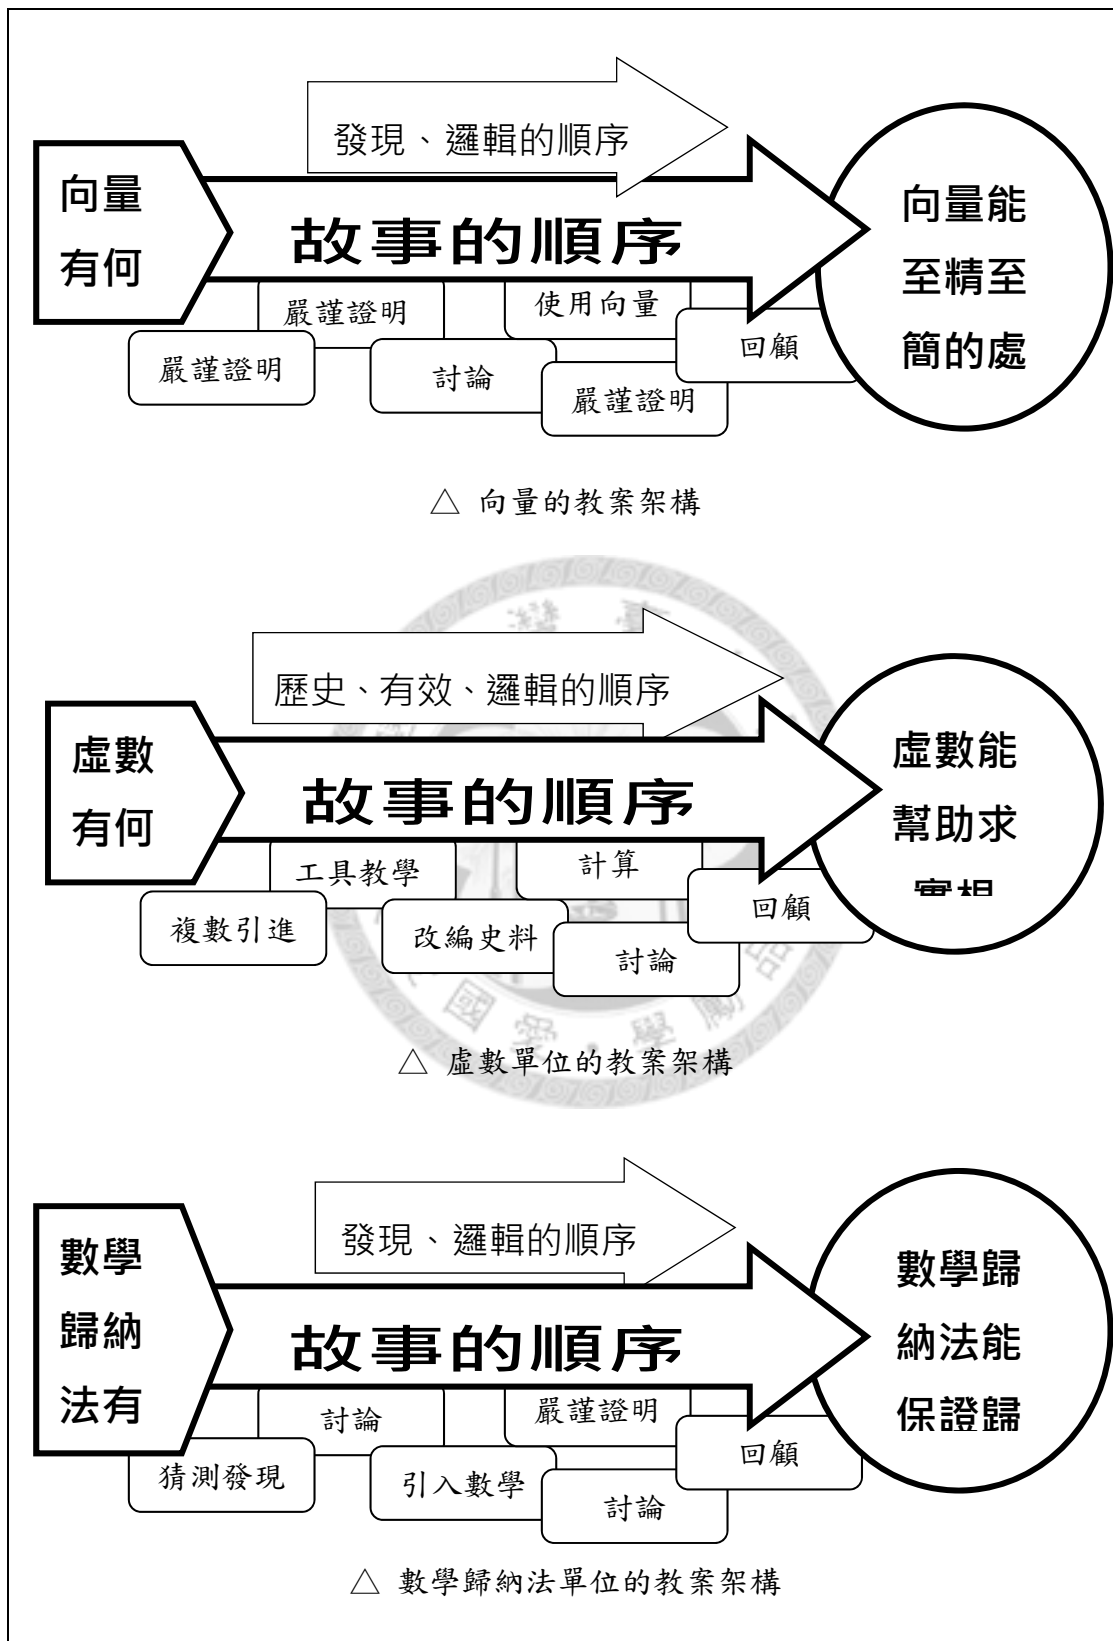 發現、邏輯的順序
向量
有何
故事的順序
向量能
至精至
簡的處
嚴謹證明
使用向量
嚴謹證明
討論
回顧
嚴謹證明
△ 向量的教案架構
歷史、有效、邏輯的順序
虛數
有何
故事的順序
虛數能
幫助求
工具教學
計算
複數引進
改編史料
回顧
討論
△ 虛數單位的教案架構
發現、邏輯的順序
數學
歸納
法有
故事的順序
數學歸
納法能
保證歸
討論
嚴謹證明
猜測發現
引入數學
回顧
討論
△ 數學歸納法單位的教案架構